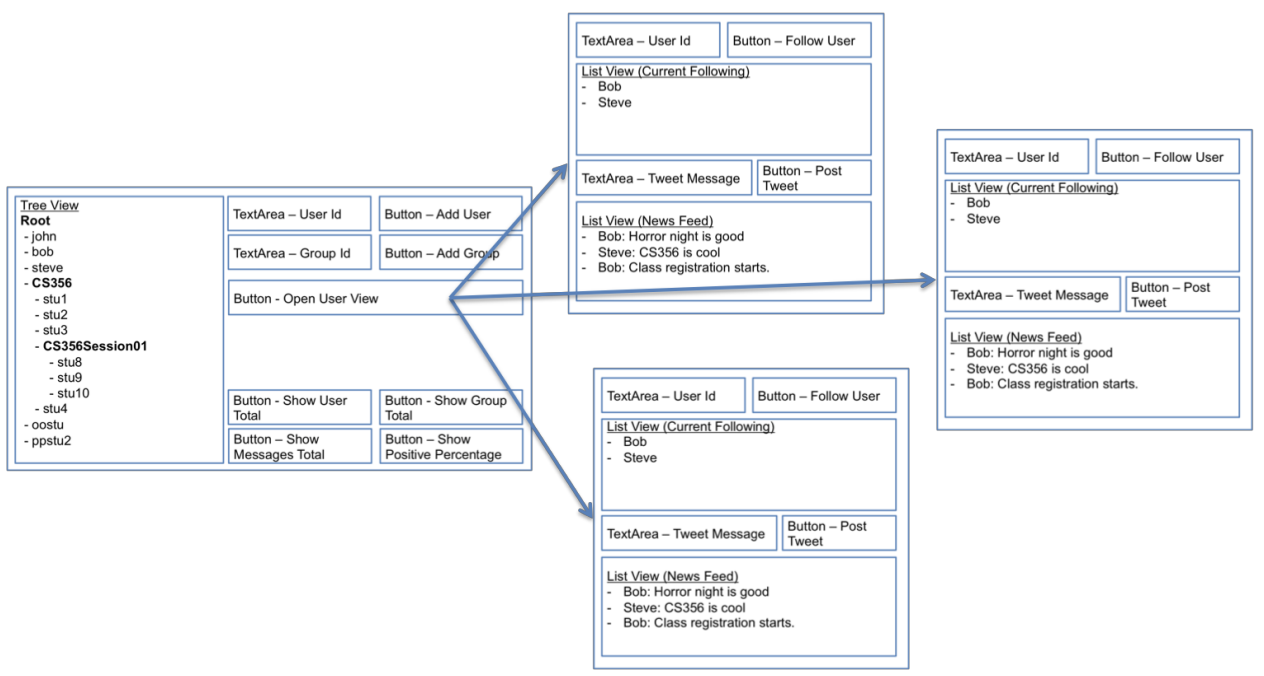 Tree View
Root
- john
- bob
- steve
- CS356
- stu1
- stu2
- stu3
- CS356Session01
- stu8
- stu9
- stu10
- stu4
- oostu
- ppstu2
TextArea – User Id
Button – Add User
TextArea – Group Id
Button – Add Group
Button - Open User View
Button - Show User
Total
Button - Show Group
Total
Button – Show
Messages Total
Button – Show
Positive Percentage
TextArea – User Id
Button – Follow User
List View (Current Following)
- Bob
- Steve
TextArea – Tweet Message
Button – Post
Tweet
List View (News Feed)
- Bob: Horror night is good
- Steve: CS356 is cool
- Bob: Class registration starts.
TextArea – User Id
Button – Follow User
List View (Current Following)
- Bob
- Steve
TextArea – Tweet Message
Button – Post
Tweet
List View (News Feed)
- Bob: Horror night is good
- Steve: CS356 is cool
- Bob: Class registration starts.
TextArea – User Id
Button – Follow User
List View (Current Following)
- Bob
- Steve
TextArea – Tweet Message
Button – Post
Tweet
List View (News Feed)
- Bob: Horror night is good
- Steve: CS356 is cool
- Bob: Class registration starts.